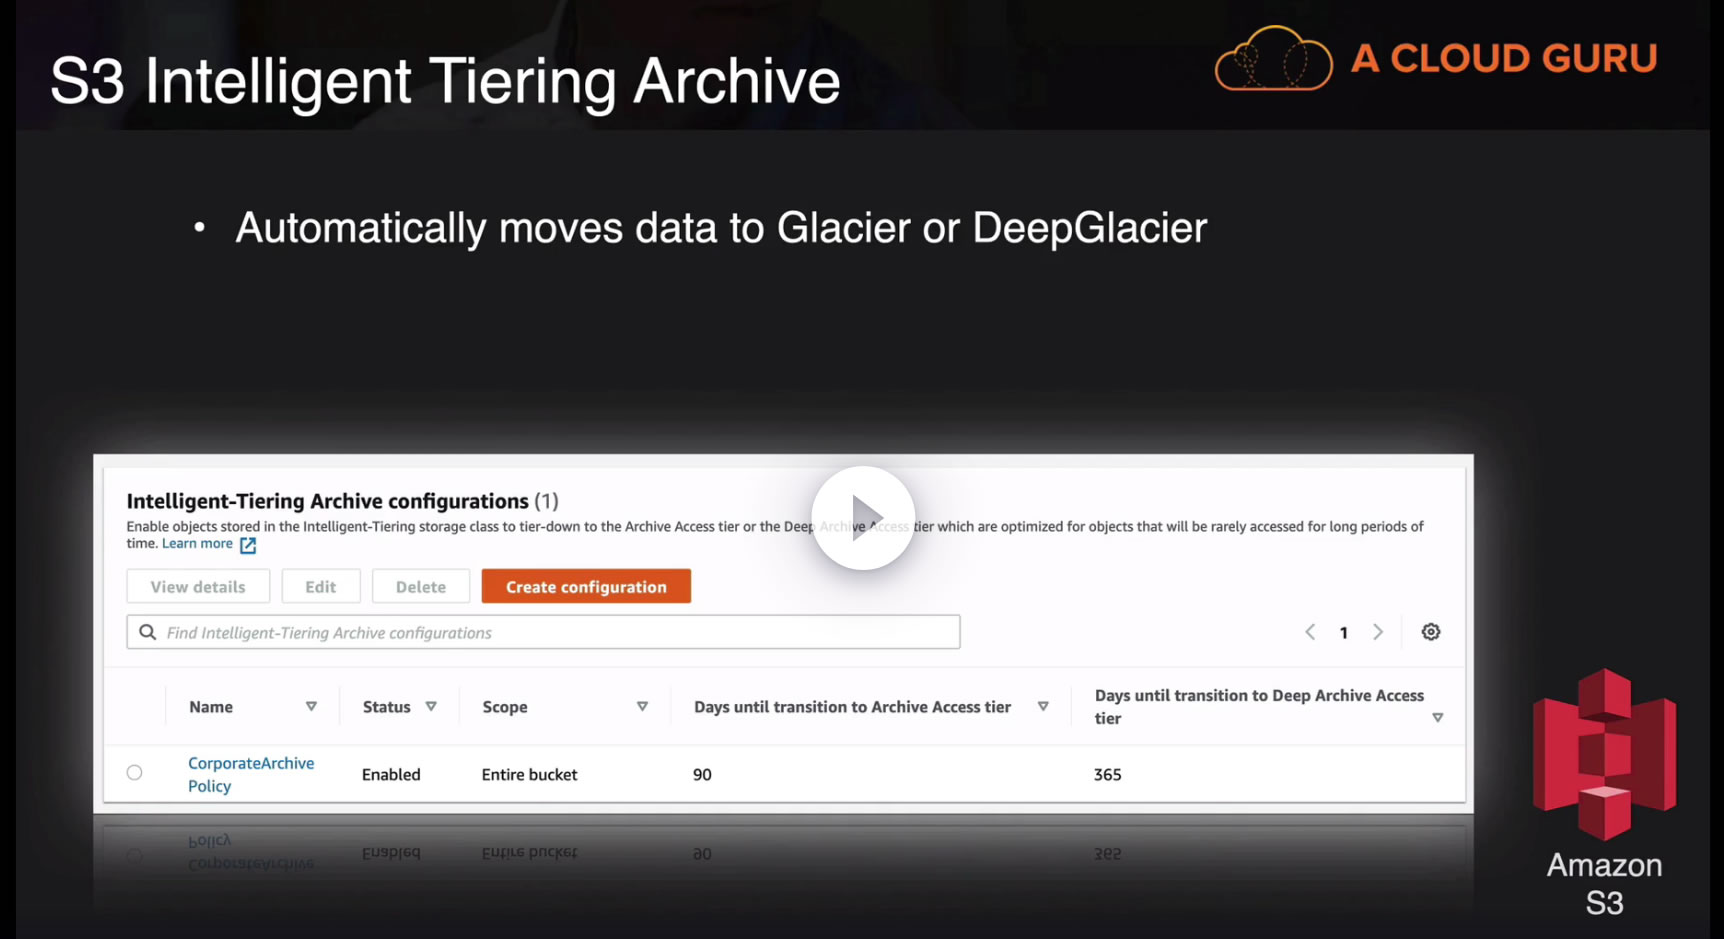 S3 Intelligent Tiering Archive
A CLOUD GURU
• Automatically moves data to Glacier or DeepGlacier
Intelligent-Tiering Archive configurations (1)
Enable objects stored in the Intelligent-Tiering storage class to tier-down to the Archive Access tier or the Deep Archive Access tier which are optimized for objects that will be rarely accessed for long periods of
time. Learn more
View details Edit Delete Create configuration
Find Intelligent-Tiering Archive configurations
1
Name Status Scope Days until transition to Archive Access tier Days until transition to Deep Archive Access
tier
CorporateArchive
Policy Enabled Entire bucket 90 365
Amazon
S3